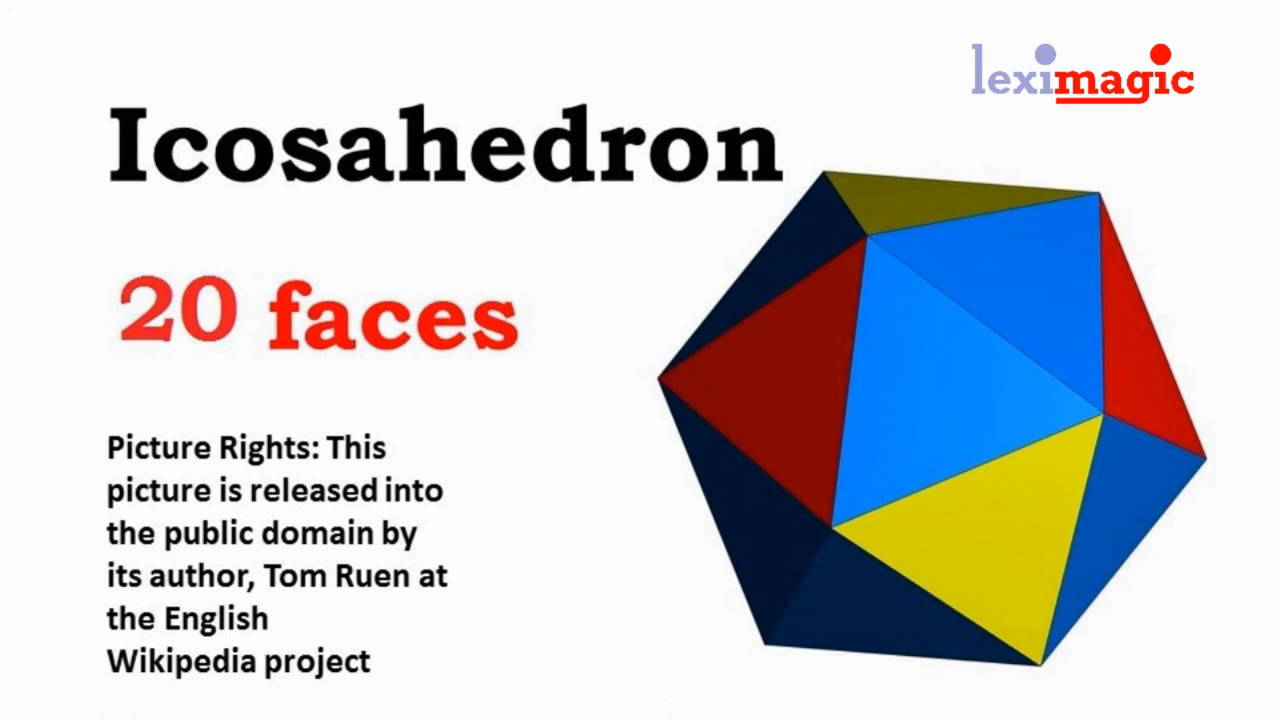 leximagic
Icosahedron
20 faces
Picture Rights: This
picture is released into
the public domain by
its author, Tom Ruen at
the English
Wikipedia project